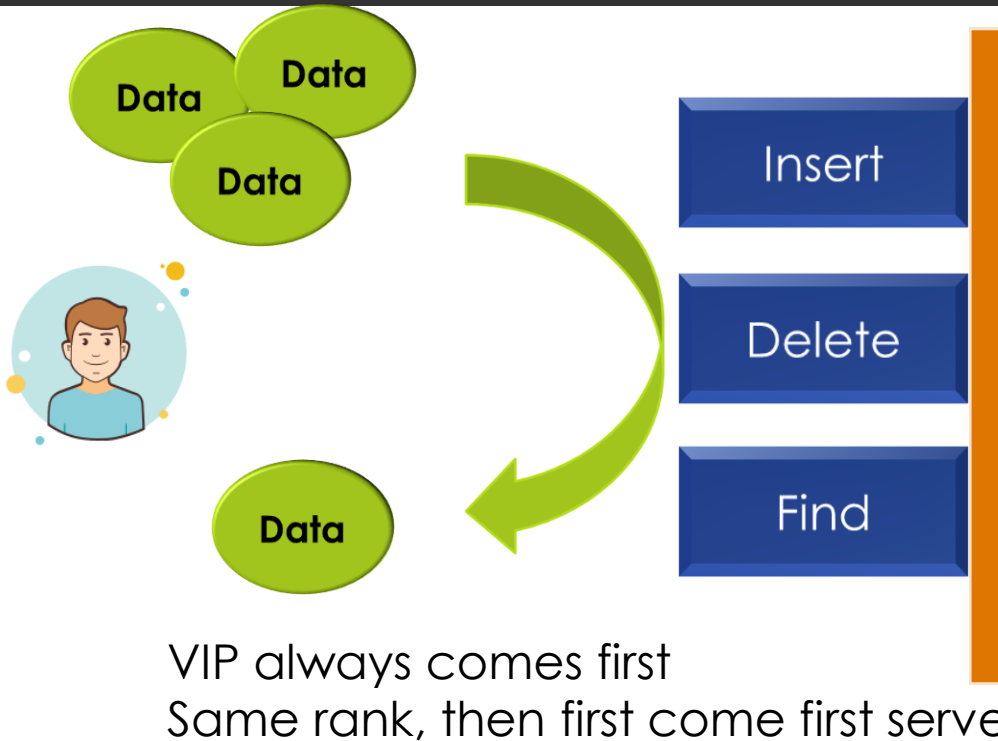 Data
Data
Data
Insert
Delete
Find
Data
VIP always comes first
Same rank, then first come first serve